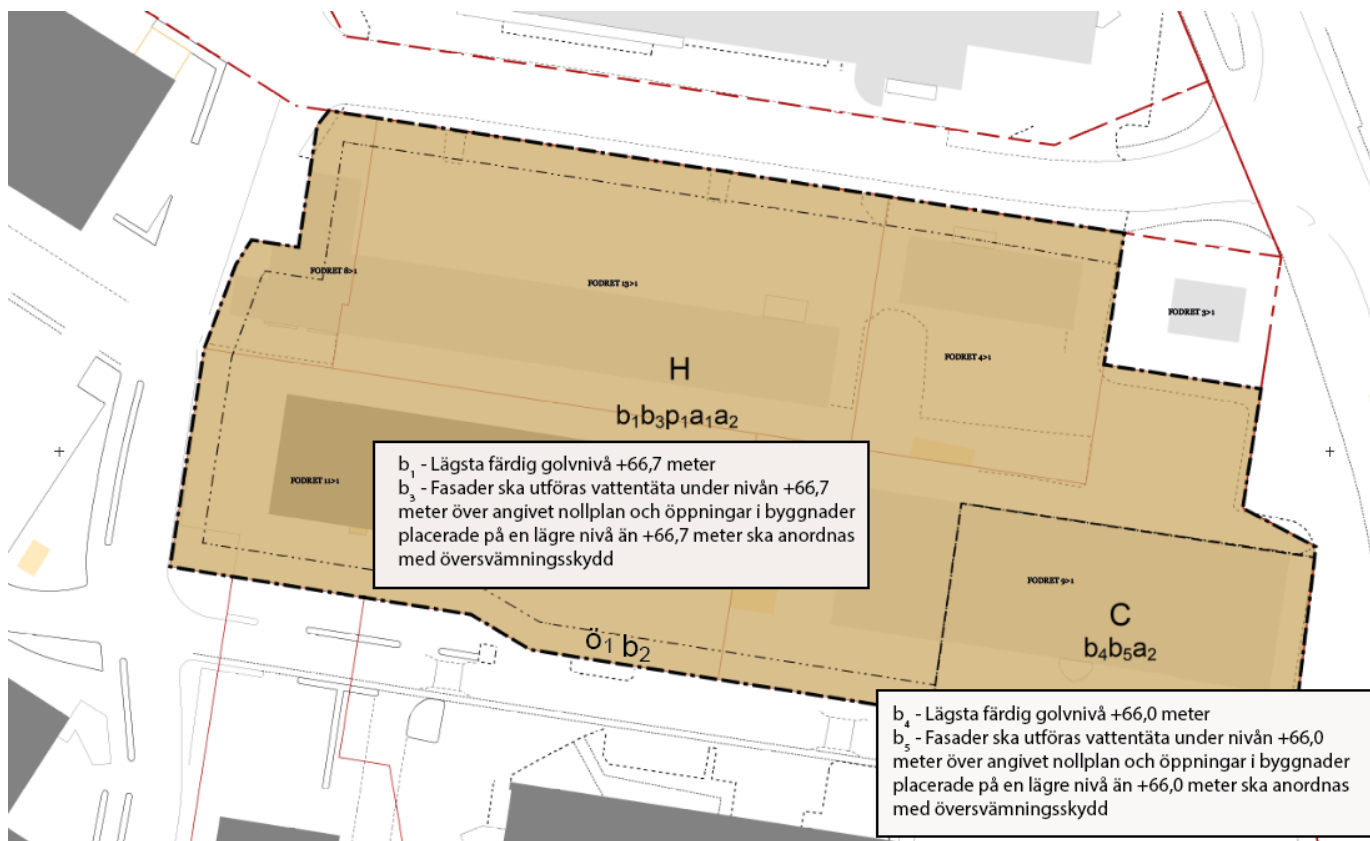 FODRET 8>1
FODRET 13>1
FODRET 3>1
FODRET 4>1
H
b₁b₃p₁a₁a₂
FODRET 11>1
b₁ - Lägsta färdig golvnivå +66,7 meter
b₃ - Fasader ska utföras vattentäta under nivån +66,7
meter över angivet nollplan och öppningar i byggnader
placerade på en lägre nivå än +66,7 meter ska anordnas
med översvämningsskydd
FODRET 9>1
C
b₄b₅a₂
ö₁ b₂
b₄ - Lägsta färdig golvnivå +66,0 meter
b₅ - Fasader ska utföras vattentäta under nivån +66,0
meter över angivet nollplan och öppningar i byggnader
placerade på en lägre nivå än +66,0 meter ska anordnas
med översvämningsskydd